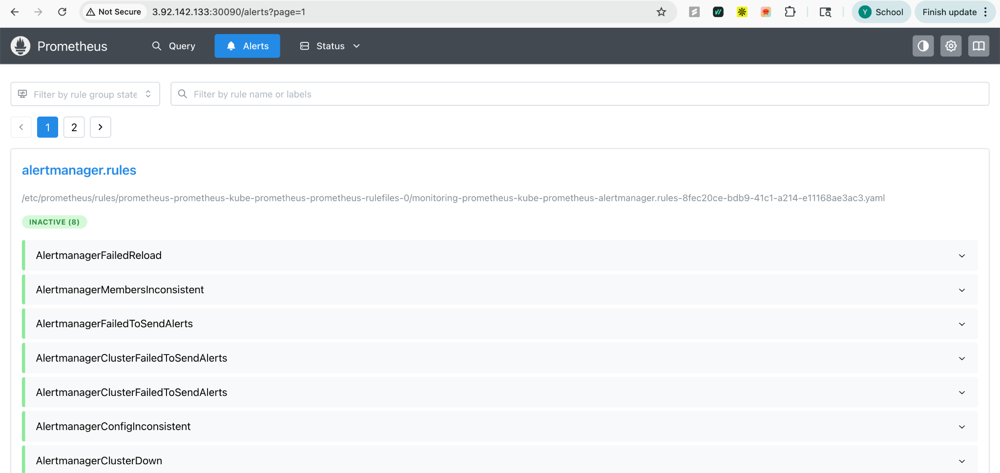 Not Secure 3.92.142.133:30090/alerts?page=1 Y School Finish update
Prometheus Query Alerts Status
Filter by rule group state Filter by rule name or labels
1 2
alertmanager.rules
/etc/prometheus/rules/prometheus-prometheus-kube-prometheus-prometheus-rulefiles-0/monitoring-prometheus-kube-prometheus-alertmanager.rules-8fec20ce-bdb9-41c1-a214-e11168ae3ac3.yaml
INACTIVE (8)
AlertmanagerFailedReload
AlertmanagerMembersInconsistent
AlertmanagerFailedToSendAlerts
AlertmanagerClusterFailedToSendAlerts
AlertmanagerClusterFailedToSendAlerts
AlertmanagerConfigInconsistent
AlertmanagerClusterDown